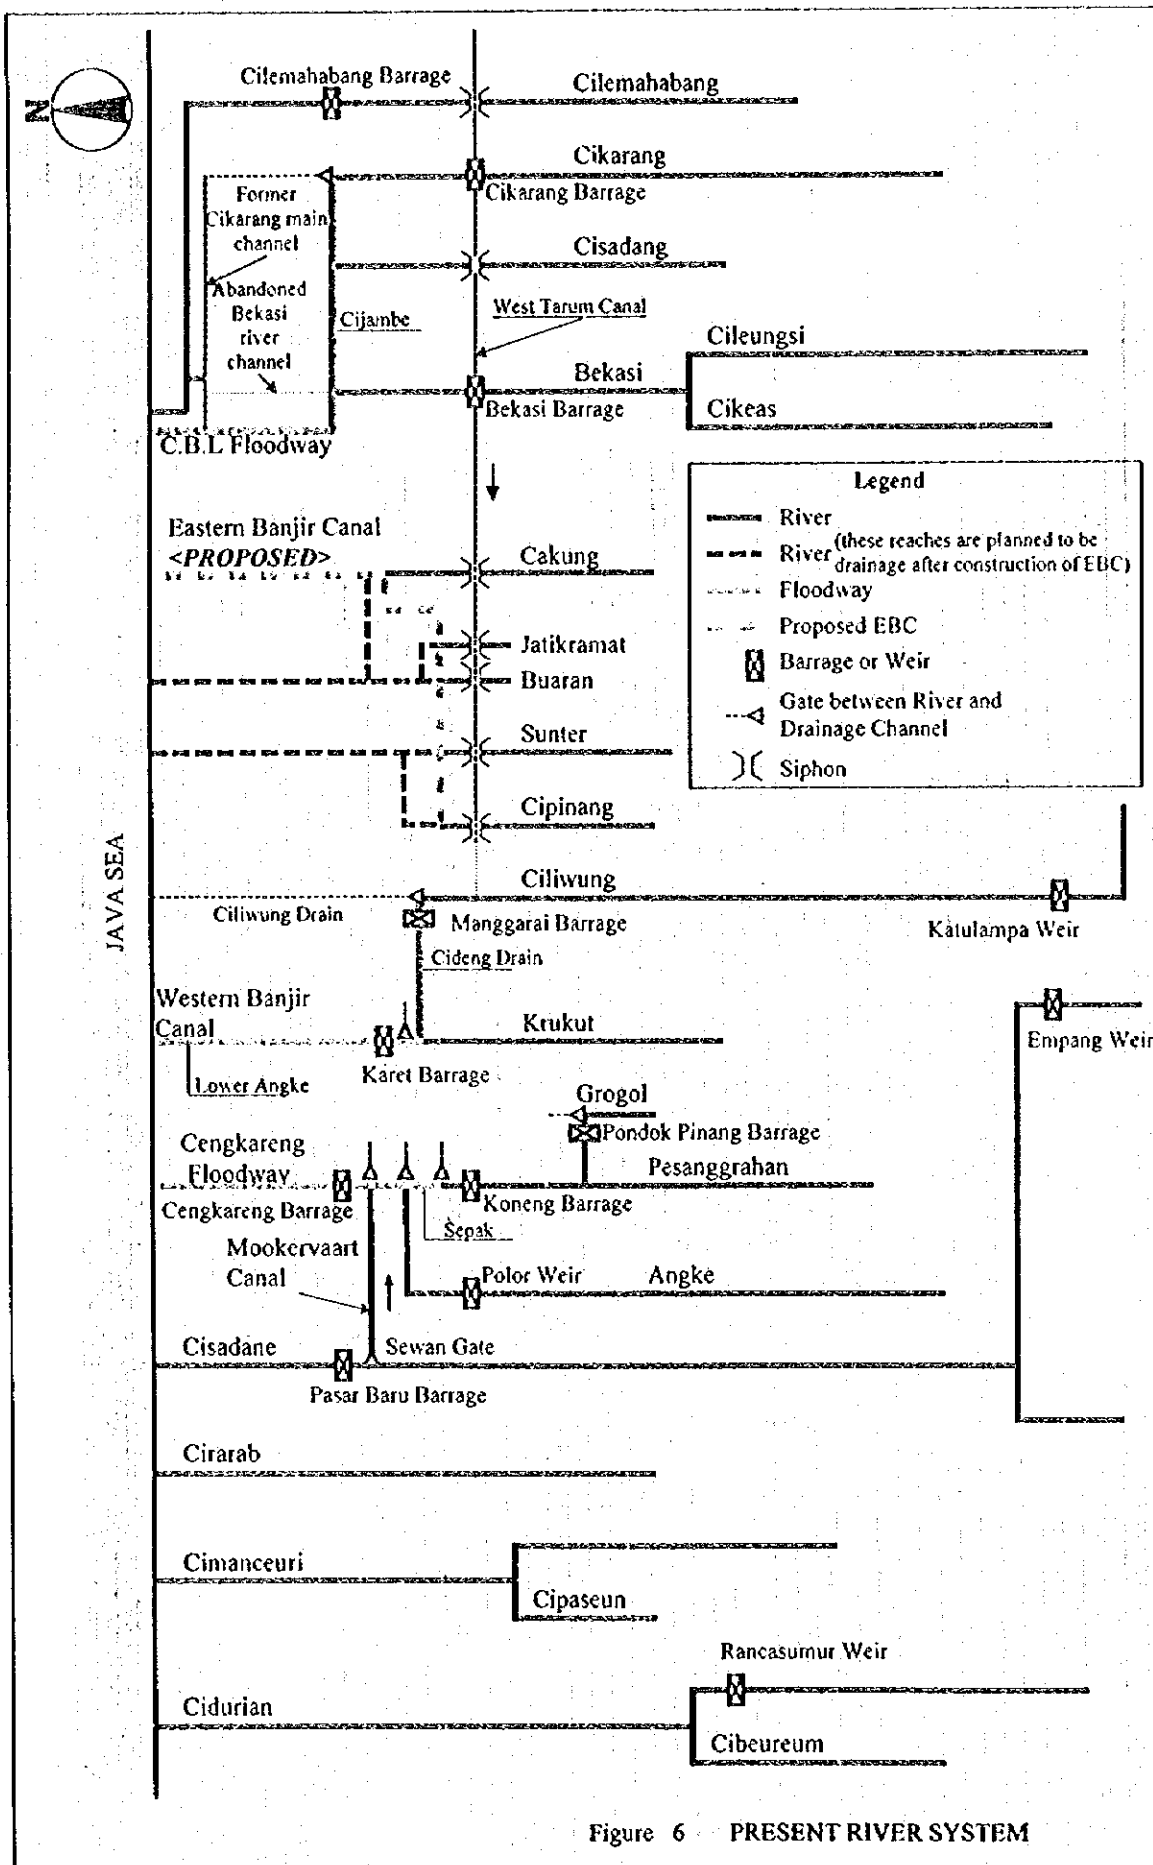 N
Cilemahabang Barrage
Cilemahabang
Cikarang
Cikarang Barrage
Former
Cikarang main
channel
Cisadang
Abandoned
Bekasi
river
channel
Cijambe
West Tarum Canal
Cileungsi
Bekasi
Bekasi Barrage
Cikeas
C.B.L Floodway
Legend
River
River (these reaches are planned to be
drainage after construction of EBC)
Floodway
Proposed EBC
Barrage or Weir
Gate between River and
Drainage Channel
Siphon
Eastern Banjir Canal
<PROPOSED>
Cakung
Jatikramat
Buaran
Sunter
Cipinang
JAVA SEA
Ciliwung
Ciliwung Drain
Manggarai Barrage
Katulampa Weir
Cideng Drain
Western Banjir
Canal
Krukut
Empang Weir
Lower Angke
Karet Barrage
Grogol
Pondok Pinang Barrage
Cengkareng
Floodway
Pesanggrahan
Cengkareng Barrage
Koneng Barrage
Sepak
Mookervaart
Canal
Polor Weir
Angke
Cisadane
Sewan Gate
Pasar Baru Barrage
Cirarab
Cimanceuri
Cipaseun
Rancasumur Weir
Cidurian
Cibeureum
Figure 6 PRESENT RIVER SYSTEM